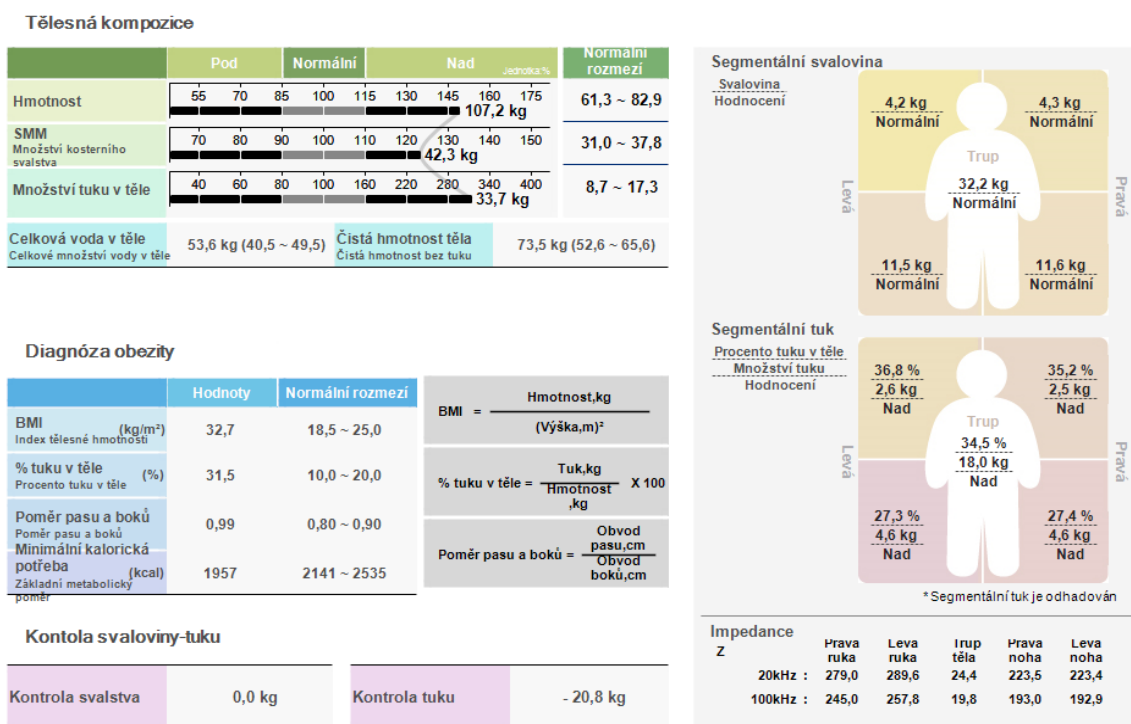 Tělesná kompozice
Pod Normální Nad Jednotka:% Normální rozmezí
Hmotnost 55 70 85 100 115 130 145 160 175 107,2 kg 61,3 ~ 82,9
SMM 70 80 90 100 110 120 130 140 150
Množství kosterního svalstva 42,3 kg 31,0 ~ 37,8
Množství tuku v těle 40 60 80 100 160 220 280 340 400 33,7 kg 8,7 ~ 17,3
Celková voda v těle 53,6 kg (40,5 ~ 49,5) Čistá hmotnost těla 73,5 kg (52,6 ~ 65,6)
Celkové množství vody v těle Čistá hmotnost bez tuku
Diagnóza obezity
Hodnoty Normální rozmezí
BMI (kg/m²) 32,7 18,5 ~ 25,0
Index tělesné hmotnosti
% tuku v těle (%) 31,5 10,0 ~ 20,0
Procento tuku v těle
Poměr pasu a boků 0,99 0,80 ~ 0,90
Poměr pasu a boků
Minimální kalorická
potřeba (kcal) 1957 2141 ~ 2535
Základní metabolický
poměr
BMI = Hmotnost,kg
(Výška,m)²
% tuku v těle = Tuk,kg X 100
Hmotnost
,kg
Poměr pasu a boků = Obvod
pasu,cm
Obvod
boků,cm
Kontola svaloviny-tuku
Kontrola svalstva 0,0 kg Kontrola tuku - 20,8 kg
Segmentální svalovina
Svalovina
Hodnocení
4,2 kg 4,3 kg
Normální Normální
Trup
32,2 kg
Normální
Levá Pravá
11,5 kg 11,6 kg
Normální Normální
Segmentální tuk
Procento tuku v těle
Množství tuku
Hodnocení
36,8 % 35,2 %
2,6 kg 2,5 kg
Nad Nad
Trup
34,5 %
18,0 kg
Nad
Levá Pravá
27,3 % 27,4 %
4,6 kg 4,6 kg
Nad Nad
* Segmentální tuk je odhadován
Impedance
Z Prava ruka Leva ruka Trup těla Prava noha Leva noha
20kHz : 279,0 289,6 24,4 223,5 223,4
100kHz : 245,0 257,8 19,8 193,0 192,9